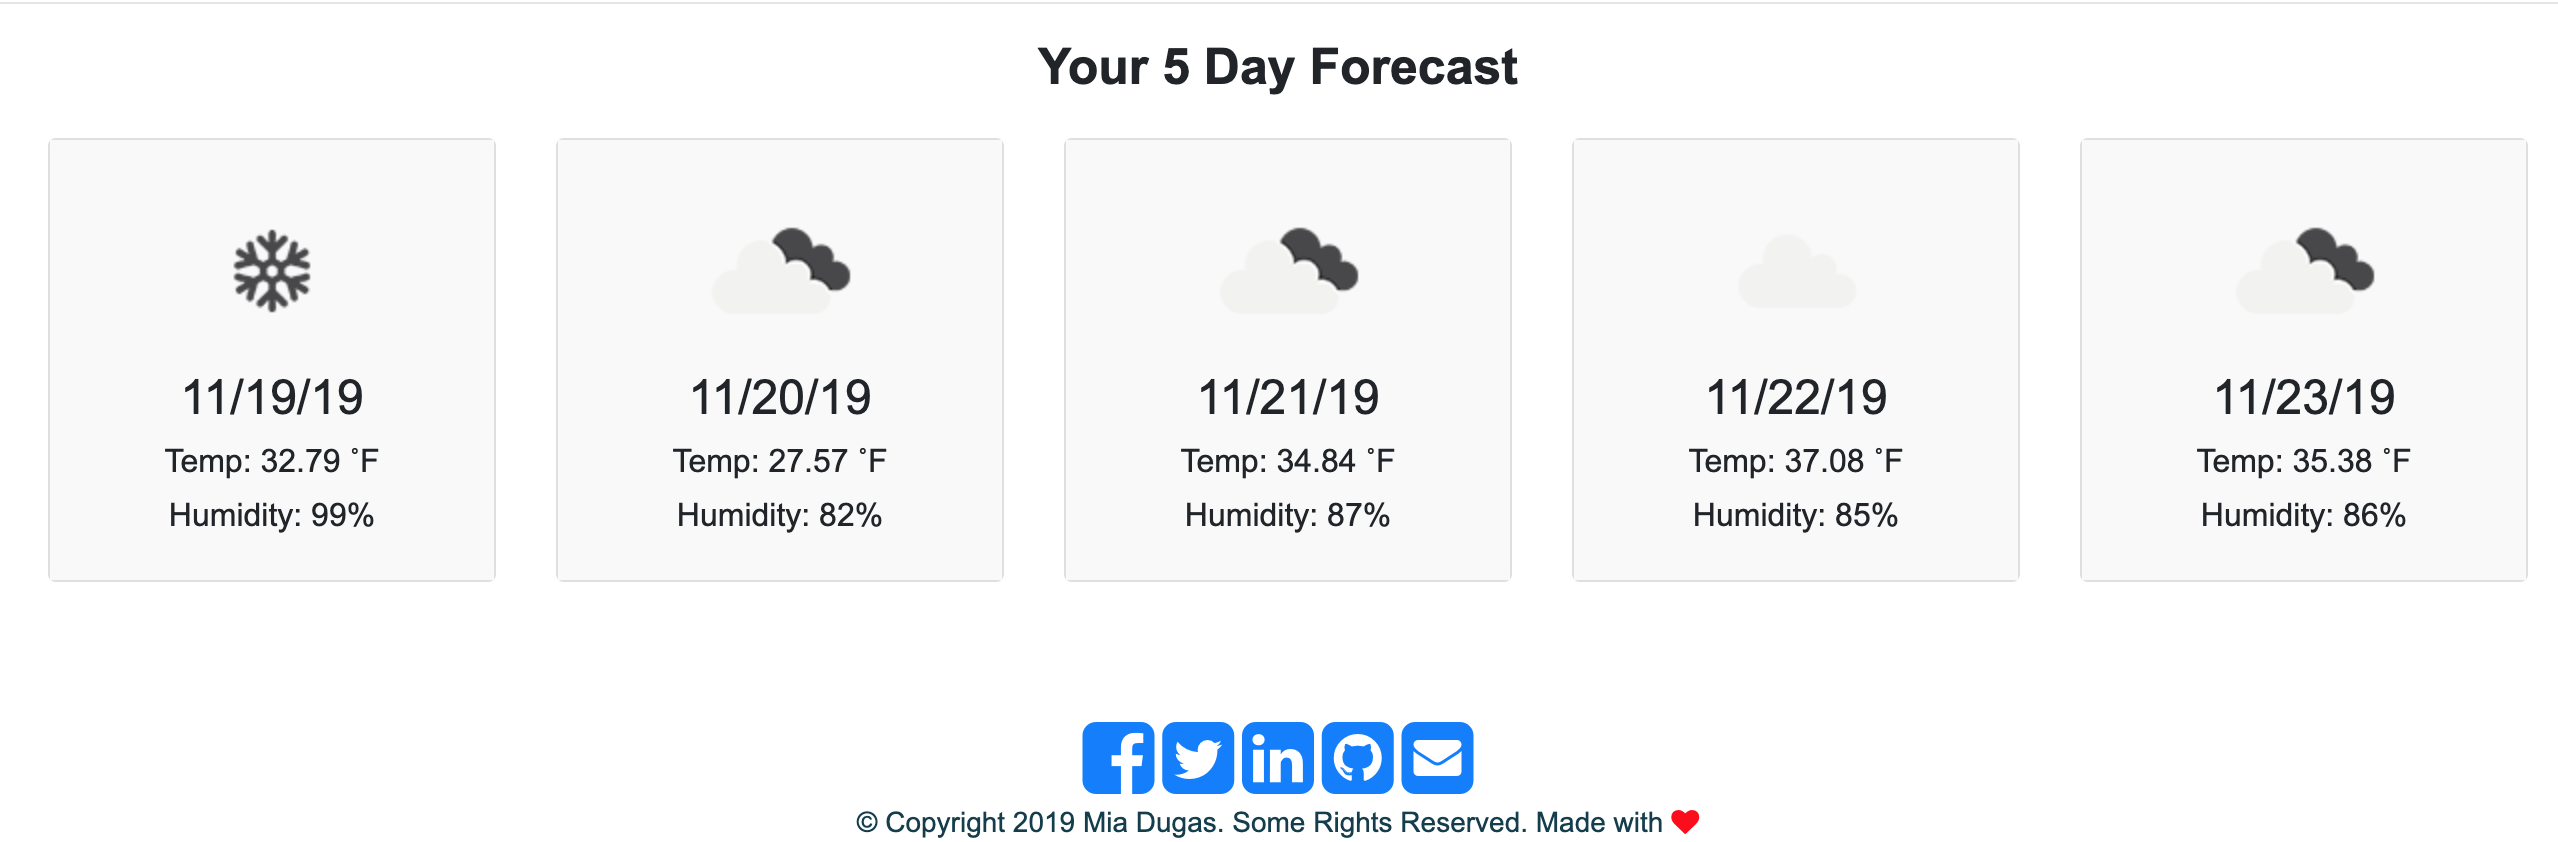 Your 5 Day Forecast
11/19/19
Temp: 32.79 ˚F
Humidity: 99%
11/20/19
Temp: 27.57 ˚F
Humidity: 82%
11/21/19
Temp: 34.84 ˚F
Humidity: 87%
11/22/19
Temp: 37.08 ˚F
Humidity: 85%
11/23/19
Temp: 35.38 ˚F
Humidity: 86%
© Copyright 2019 Mia Dugas. Some Rights Reserved. Made with ❤